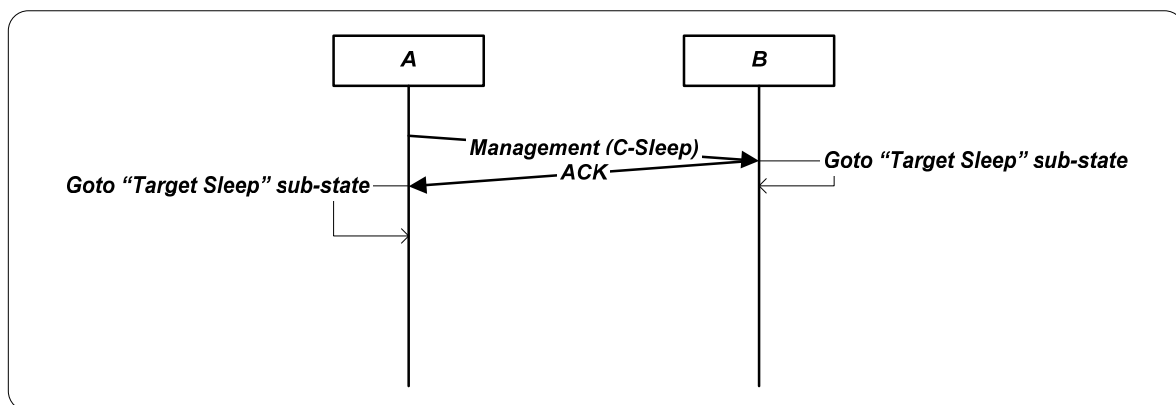 A
B
Management (C-Sleep)
Goto “Target Sleep” sub-state
ACK
Goto “Target Sleep” sub-state